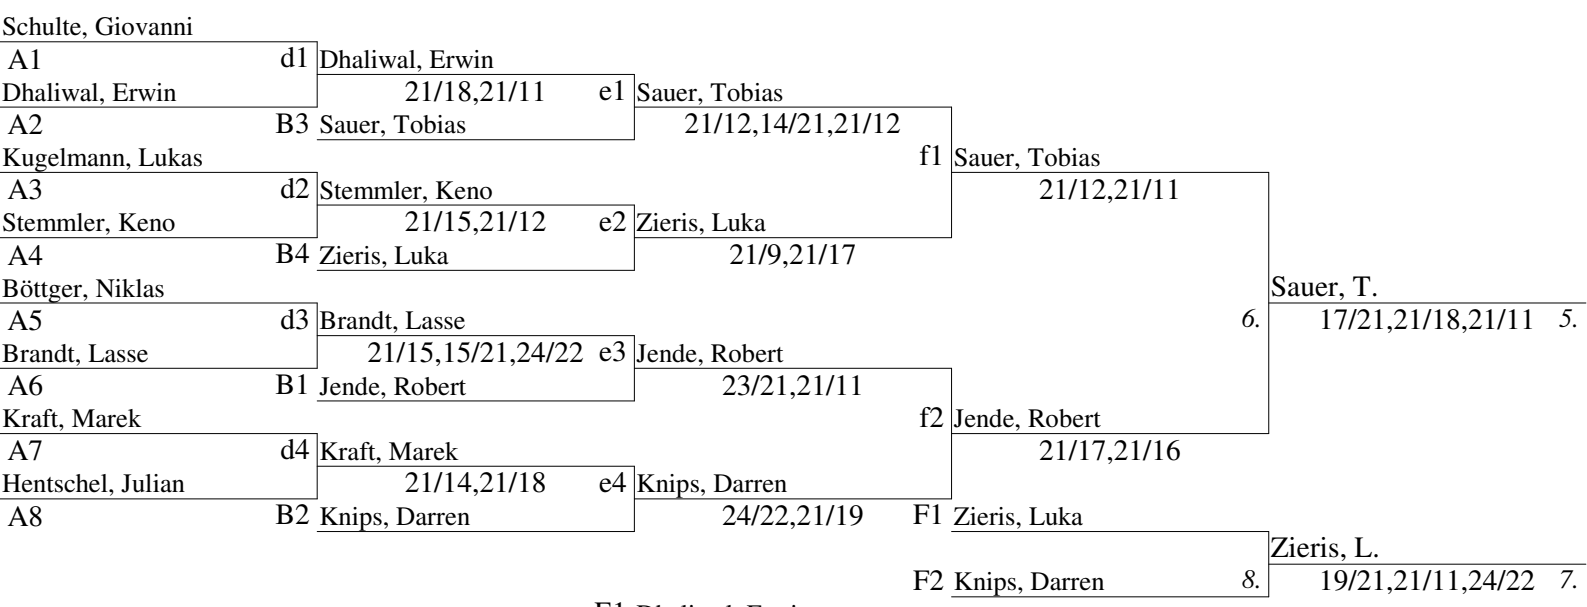 Schulte, Giovanni
A1 d1 Dhaliwal, Erwin
Dhaliwal, Erwin 21/18,21/11 e1 Sauer, Tobias
A2 B3 Sauer, Tobias 21/12,14/21,21/12
Kugelmann, Lukas f1 Sauer, Tobias
A3 d2 Stemmler, Keno 21/12,21/11
Stemmler, Keno 21/15,21/12 e2 Zieris, Luka
A4 B4 Zieris, Luka 21/9,21/17
Böttger, Niklas Sauer, T.
A5 d3 Brandt, Lasse 6. 17/21,21/18,21/11 5.
Brandt, Lasse 21/15,15/21,24/22 e3 Jende, Robert
A6 B1 Jende, Robert 23/21,21/11
Kraft, Marek f2 Jende, Robert
A7 d4 Kraft, Marek 21/17,21/16
Hentschel, Julian 21/14,21/18 e4 Knips, Darren
A8 B2 Knips, Darren 24/22,21/19 F1 Zieris, Luka
Zieris, L.
F2 Knips, Darren 8. 19/21,21/11,24/22 7.